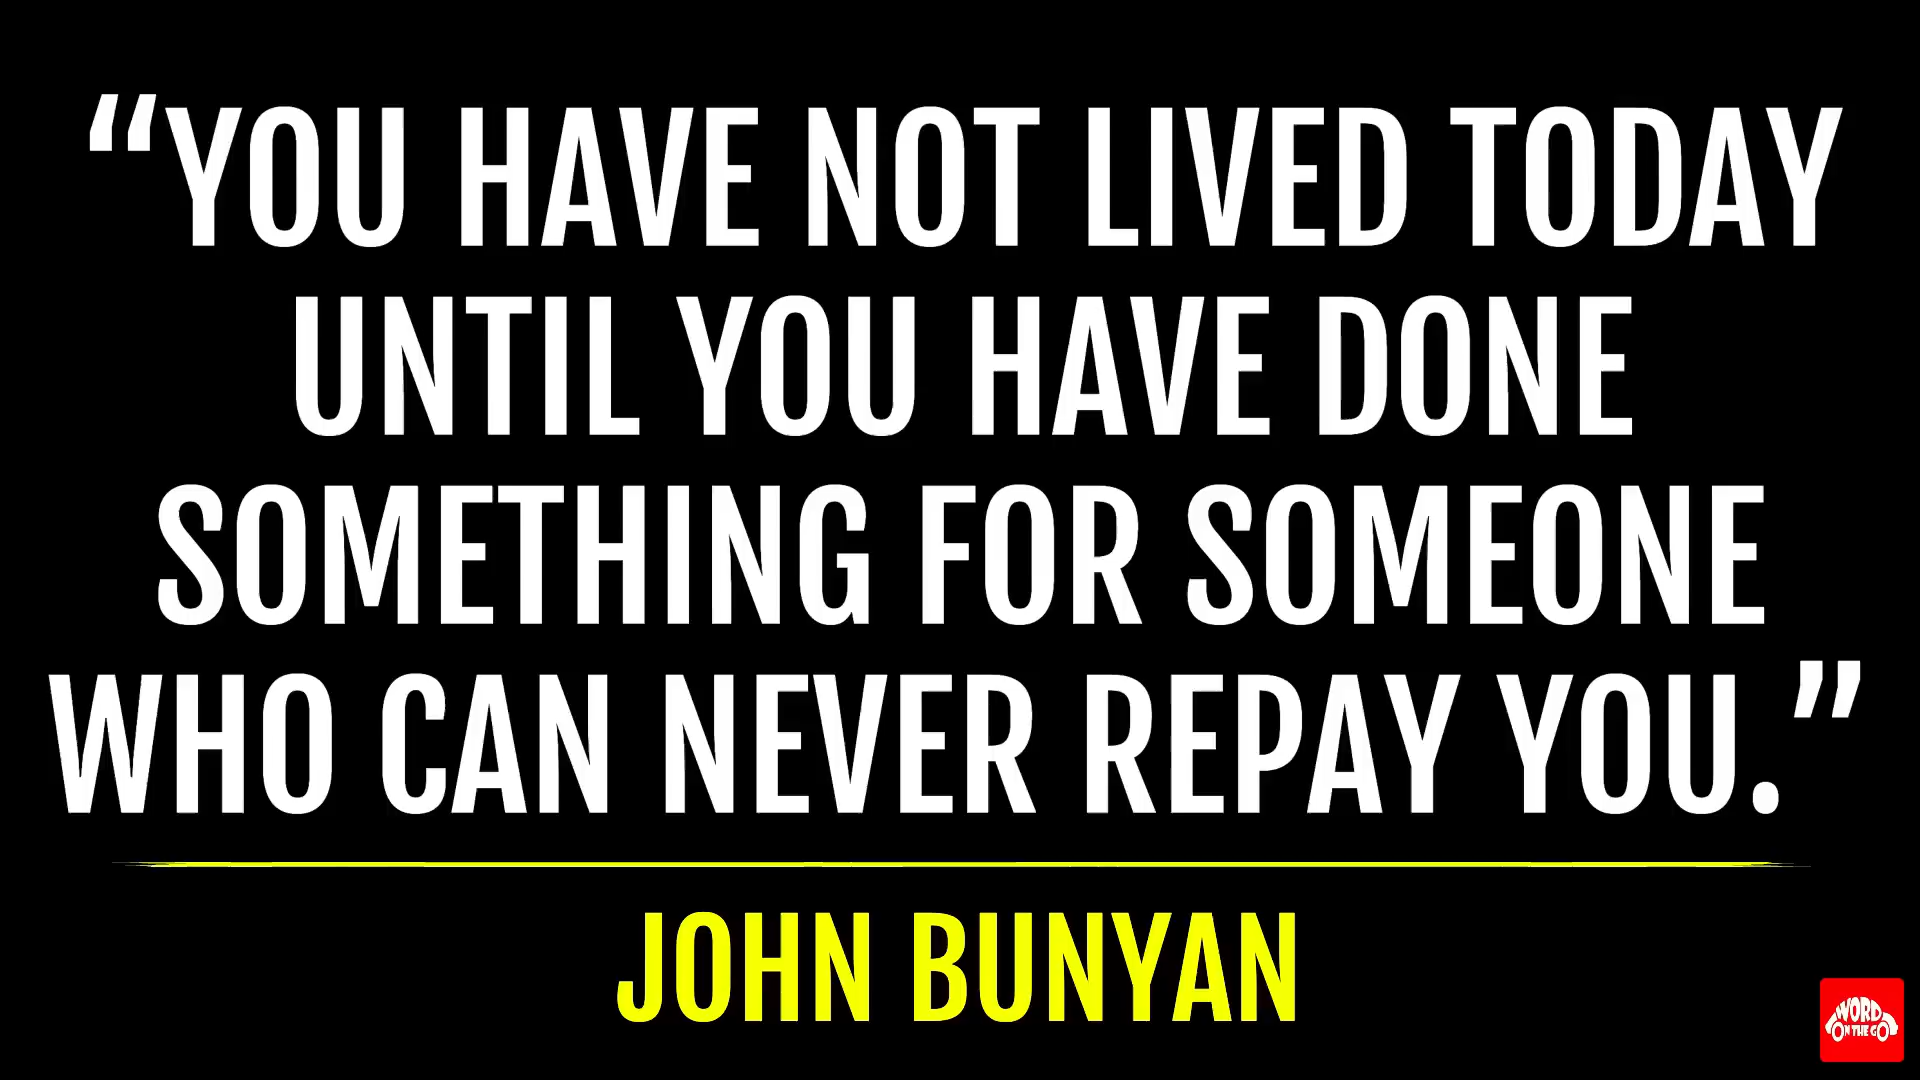 “YOU HAVE NOT LIVED TODAY
UNTIL YOU HAVE DONE
SOMETHING FOR SOMEONE
WHO CAN NEVER REPAY YOU.”
JOHN BUNYAN
WORD
ON THE GO